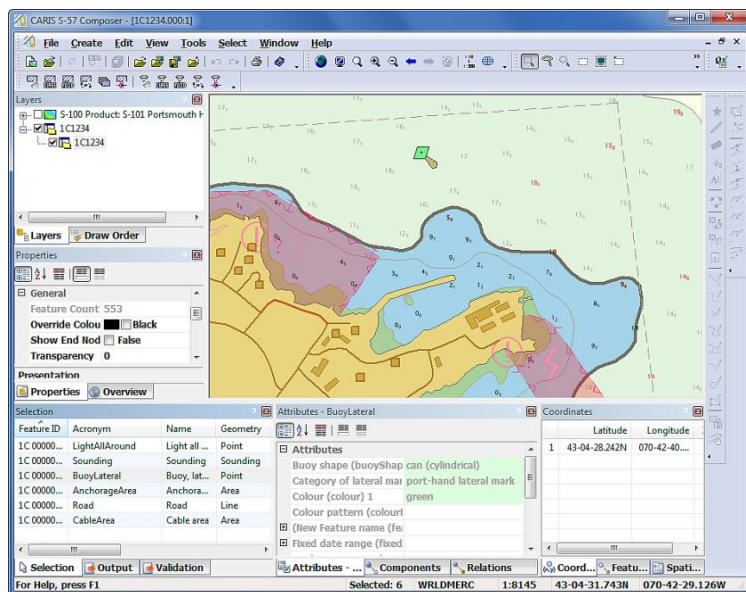 CARIS S-57 Composer - [1C1234.000:1]
File Create Edit View Tools Select Window Help
Layers
S-100 Product: S-101 Portsmouth H
1C1234
1C1234
Layers Draw Order
Properties
General
Feature Count 553
Override Colou Black
Show End Nod False
Transparency 0
Presentation
Properties Overview
Selection
Feature ID Acronym Name Geometry
1C 00000... LightAllAround Light all ... Point
1C 00000... Sounding Sounding Sounding
1C 00000... BuoyLateral Buoy, lat... Point
1C 00000... AnchorageArea Anchora... Area
1C 00000... Road Road Line
1C 00000... CableArea Cable area Area
Selection Output Validation
Attributes - BuoyLateral
Attributes
Buoy shape (buoyShap can (cylindrical)
Category of lateral mar port-hand lateral mark
Colour (colour) 1 green
Colour pattern (colourl
(New Feature name (fea
Fixed date range (fixed
Attributes - ... Components Relations
Coordinates
Latitude Longitude
1 43-04-28.242N 070-42-40....
Coord... Featu... Spati...
For Help, press F1 Selected: 6 WRLDMERC 1:8145 43-04-31.743N 070-42-29.126W